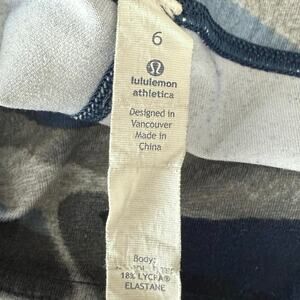 6
lululemon
athletica
Designed in
Vancouver
Made in
China
Body:
18% LYCRA®
ELASTANE